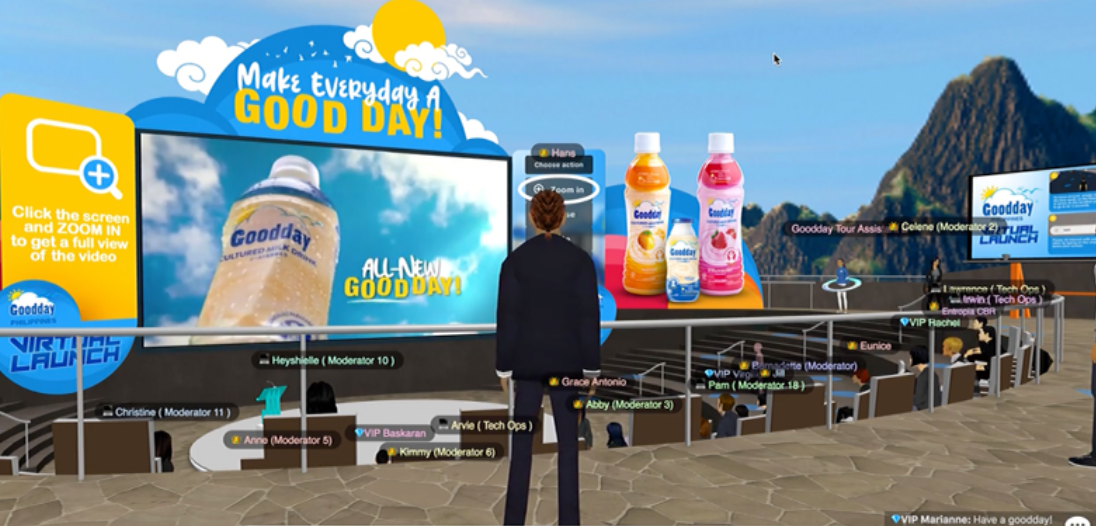 Make Everyday A
GOOD DAY!
Click the screen
and ZOOM IN
to get a full view
of the video
Goodday
PHILIPPINES
VIRTUAL
LAUNCH
Goodday
CULTURED MILK DRINK
ALL-NEW
GOODDAY!
Hans
Choose action
Zoom in
Goodday
Goodday
Goodday
Goodday Tour Assis
Celene (Moderator 2)
Goodday
VIRTUAL
LAUNCH
Lawrence ( Tech Ops )
Irwin ( Tech Ops )
Entropia CBR
VIP Rachel
Eunice
Bernadette (Moderator)
VIP
Pam ( Moderator 18 )
Heyshielle ( Moderator 10 )
Grace Antonio
Abby (Moderator 3)
Christine ( Moderator 11 )
Arvie ( Tech Ops )
VIP Baskaran
Anne (Moderator 5)
Kimmy (Moderator 6)
VIP Marianne: Have a goodday!